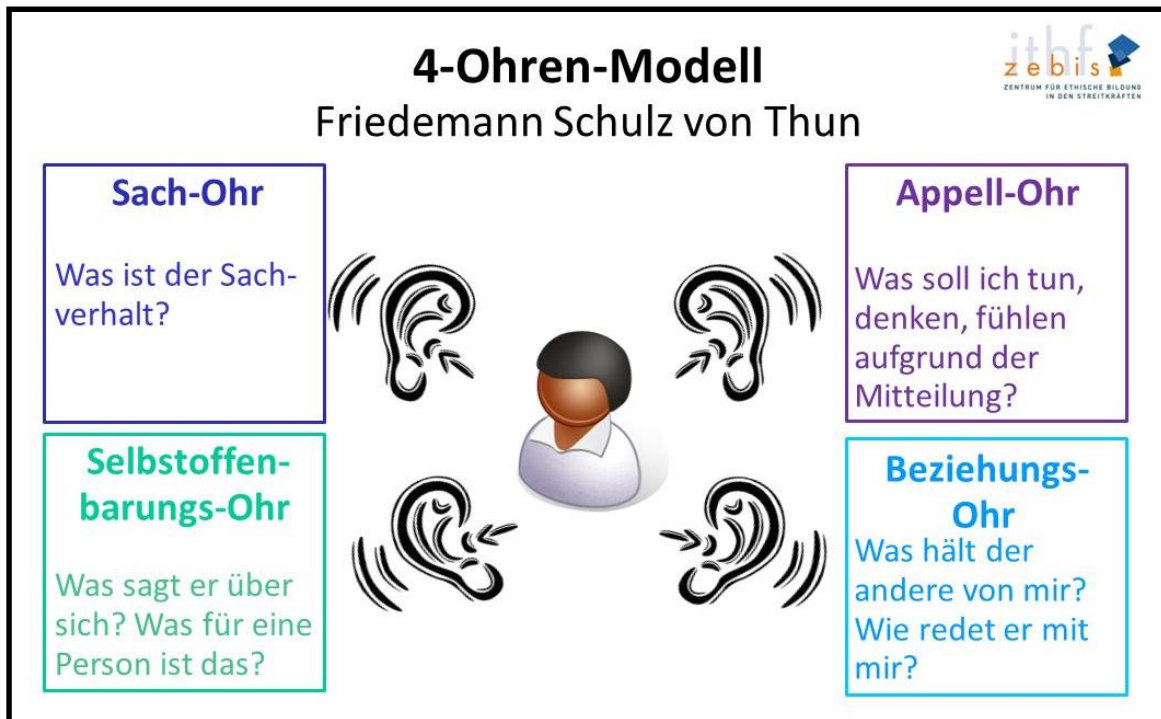 4-Ohren-Modell
Friedemann Schulz von Thun
ithf
zebis
ZENTRUM FÜR ETHISCHE BILDUNG
IN DEN STREITKRÄFTEN
Sach-Ohr
Was ist der Sach-
verhalt?
Appell-Ohr
Was soll ich tun,
denken, fühlen
aufgrund der
Mitteilung?
Selbstoffen-
barungs-Ohr
Was sagt er über
sich? Was für eine
Person ist das?
Beziehungs-
Ohr
Was hält der
andere von mir?
Wie redet er mit
mir?